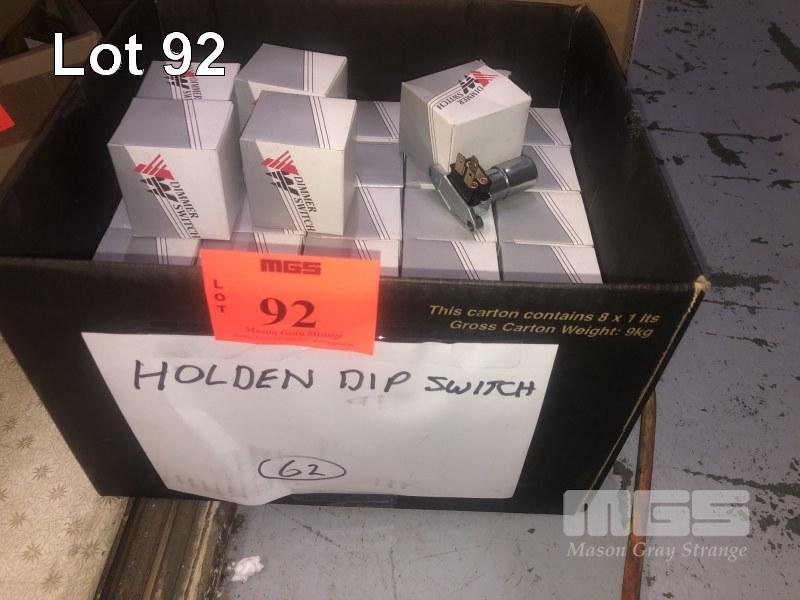 Lot 92
DIMMER
SWITCH
DIMMER
SWITCH
DIMMER
SWITCH
MGS
LOT
92
Mason Gray Strange
This carton contains 8 x 1 lts
Gross Carton Weight: 9kg
HOLDEN DIP SWITCH
62
MGS
Mason Gray Strange